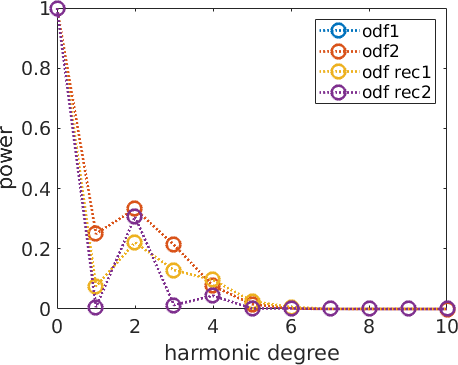 1
0.8
0.6
0.4
0.2
0
power
0 2 4 6 8 10
harmonic degree
odf1
odf2
odf rec1
odf rec2